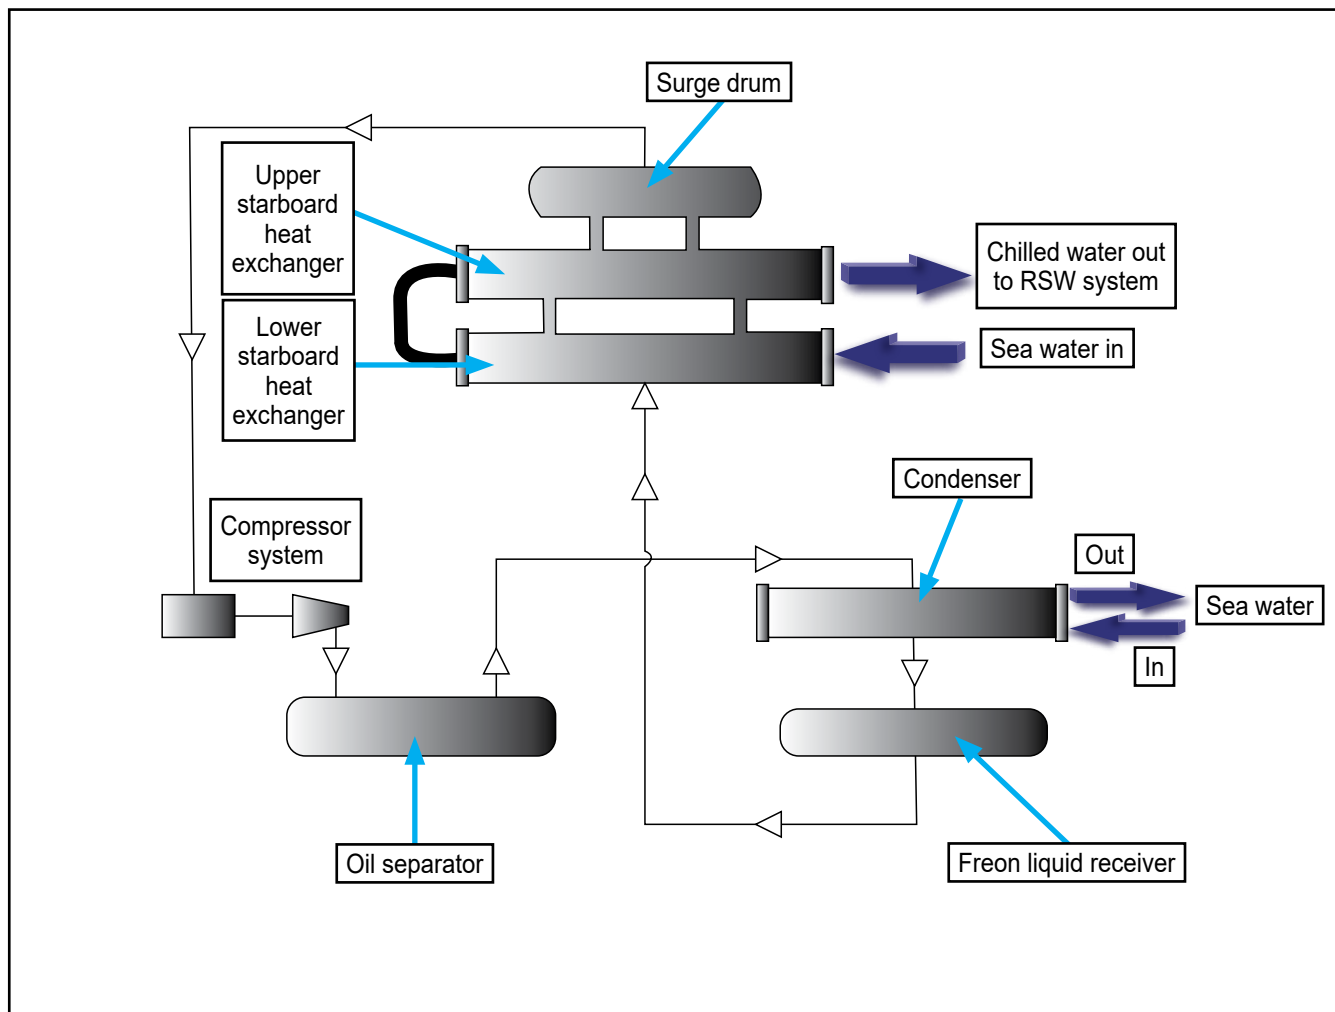 Surge drum
Upper
starboard
heat
exchanger
Chilled water out
to RSW system
Lower
starboard
heat
exchanger
Sea water in
Condenser
Compressor
system
Out
Sea water
In
Oil separator
Freon liquid receiver